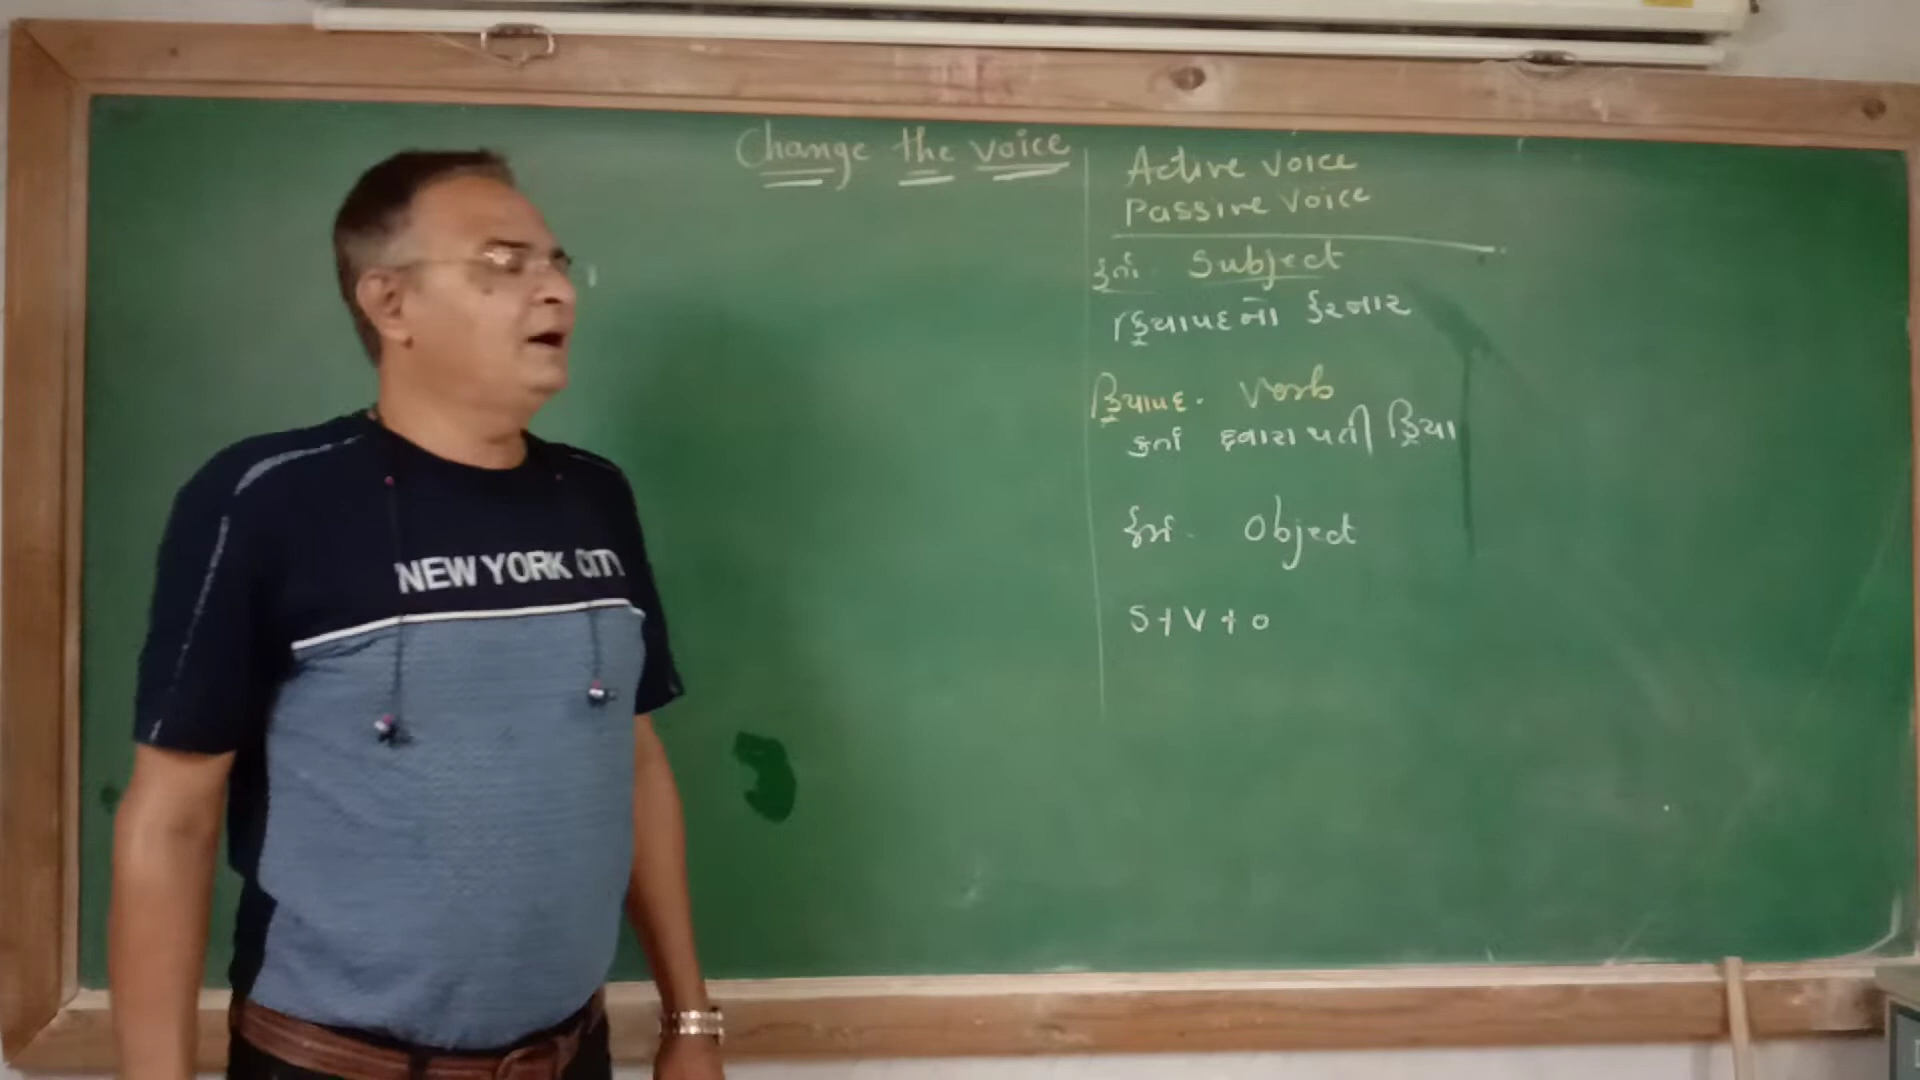 Change the voice
Active voice
Passive voice
કર્તા. Subject
ક્રિયાપદનો કરનાર
ક્રિયાપદ. Verb
કર્તા દ્વારા થતી ક્રિયા
કર્મ. Object
S + V + O
NEW YORK CITY